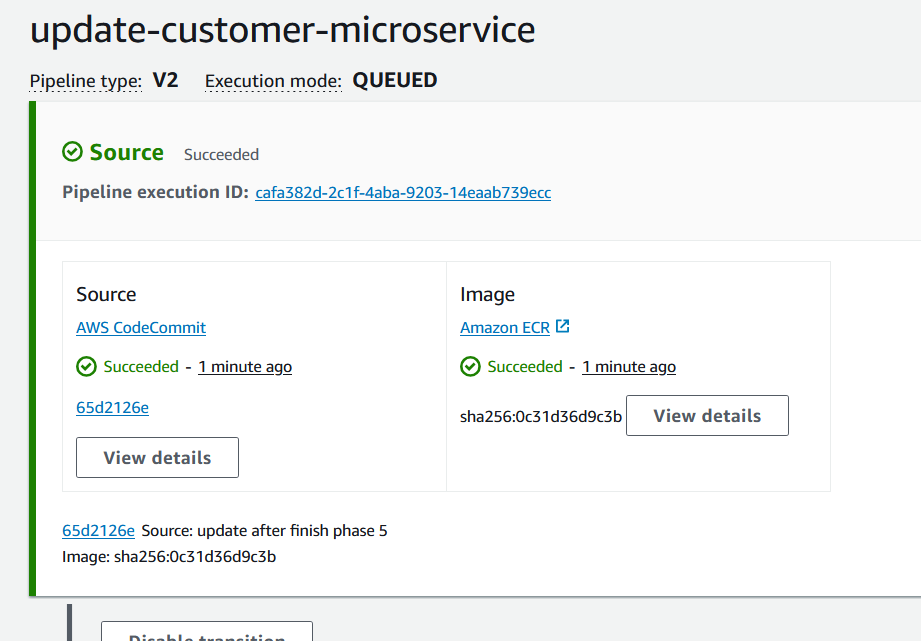 update-customer-microservice
Pipeline type: V2 Execution mode: QUEUED
Source Succeeded
Pipeline execution ID: cafa382d-2c1f-4aba-9203-14eaab739ecc
Source
AWS CodeCommit
Succeeded - 1 minute ago
65d2126e
View details
Image
Amazon ECR
Succeeded - 1 minute ago
sha256:0c31d36d9c3b View details
65d2126e Source: update after finish phase 5
Image: sha256:0c31d36d9c3b
Disable transition